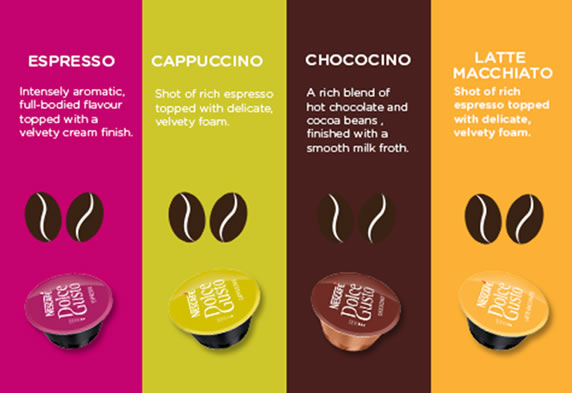 ESPRESSO
Intensely aromatic,
full-bodied flavour
topped with a
velvety cream finish.
NESCAFÉ
Dolce
Gusto
CAPPUCCINO
Shot of rich espresso
topped with delicate,
velvety foam.
NESCAFÉ
Dolce
Gusto
CHOCOCINO
A rich blend of
hot chocolate and
cocoa beans ,
finished with a
smooth milk froth.
NESCAFÉ
Dolce
Gusto
LATTE
MACCHIATO
Shot of rich
espresso topped
with delicate,
velvety foam.
NESCAFÉ
Dolce
Gusto